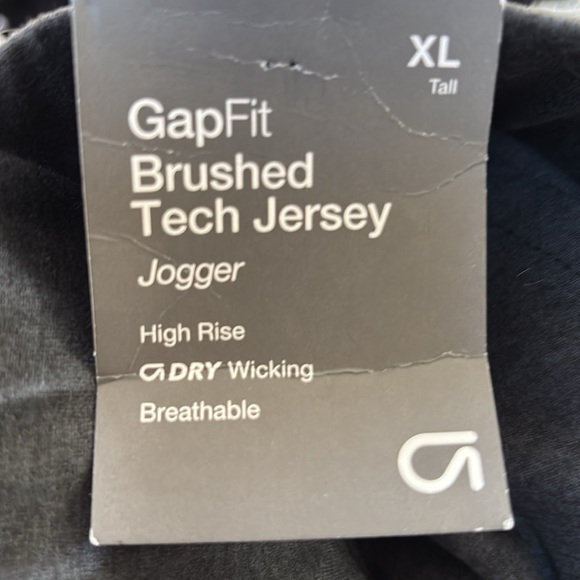 XL
Tall
GapFit
Brushed
Tech Jersey
Jogger
High Rise
DRY Wicking
Breathable